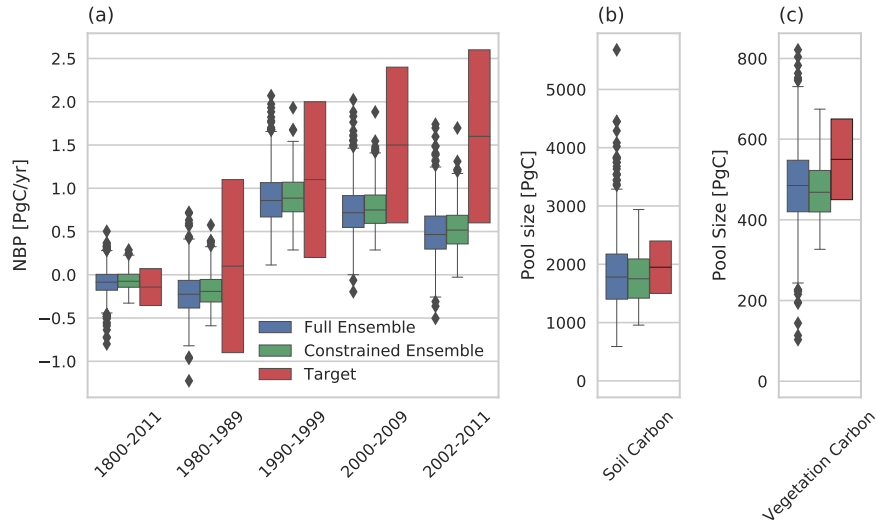 (a)
NBP [PgC/yr]
2.5
2.0
1.5
1.0
0.5
0.0
−0.5
−1.0
Full Ensemble
Constrained Ensemble
Target
1800-2011
1980-1989
1990-1999
2000-2009
2002-2011
(b)
Pool size [PgC]
5000
4000
3000
2000
1000
0
Soil Carbon
(c)
Pool Size [PgC]
800
600
400
200
0
Vegetation Carbon